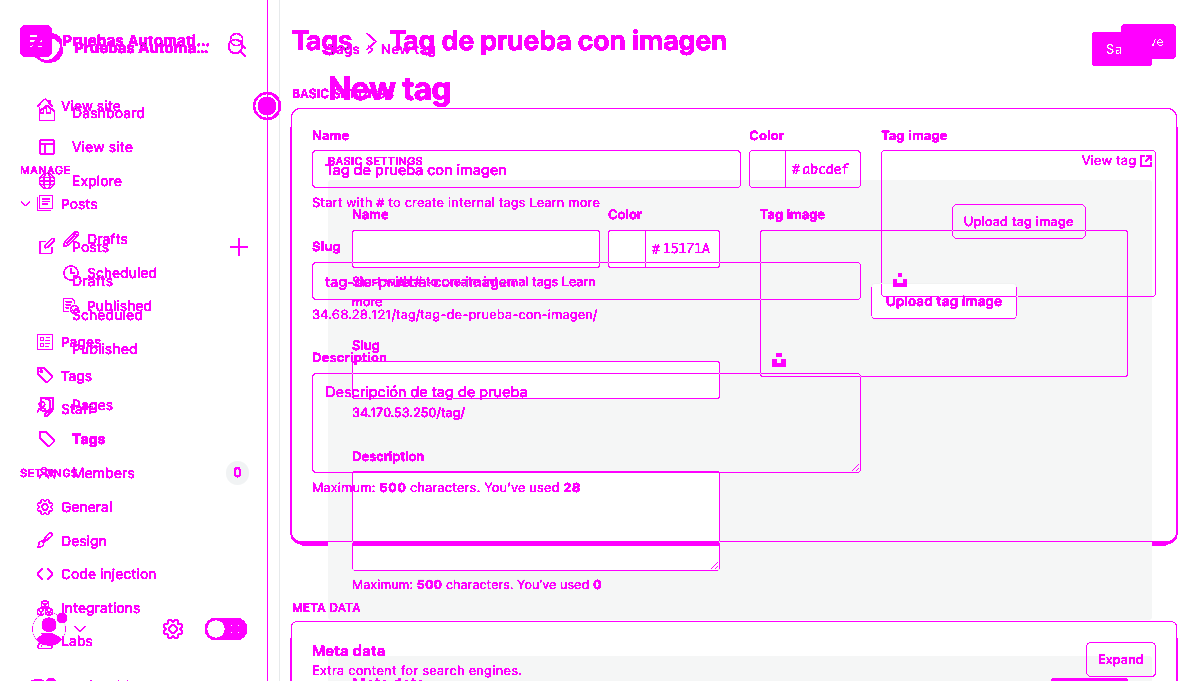 Pruebas Automati...
Pruebas Automa...
Tags > Tag de prueba con imagen
Tags > New tag
Save
New tag
BASIC SETTINGS
View site
Dashboard
View site
MANAGE
Explore
Posts
Drafts
Posts
Scheduled
Drafts
Published
Scheduled
Pages
Published
Tags
Pages
Staff
Tags
SETTINGS
Members
0
General
Design
Code injection
Integrations
Labs
Name
Color
Tag image
BASIC SETTINGS
Tag de prueba con imagen
#abcdef
View tag
Start with # to create internal tags Learn more
Name
Color
Tag image
Upload tag image
Slug
#15171A
tag-de-prueba-con-imagen
Start with # to create internal tags Learn
more
Upload tag image
34.68.28.121/tag/tag-de-prueba-con-imagen/
Slug
Description
Descripción de tag de prueba
34.170.53.250/tag/
Description
Maximum: 500 characters. You've used 28
Maximum: 500 characters. You've used 0
META DATA
Meta data
Expand
Extra content for search engines.
Meta data